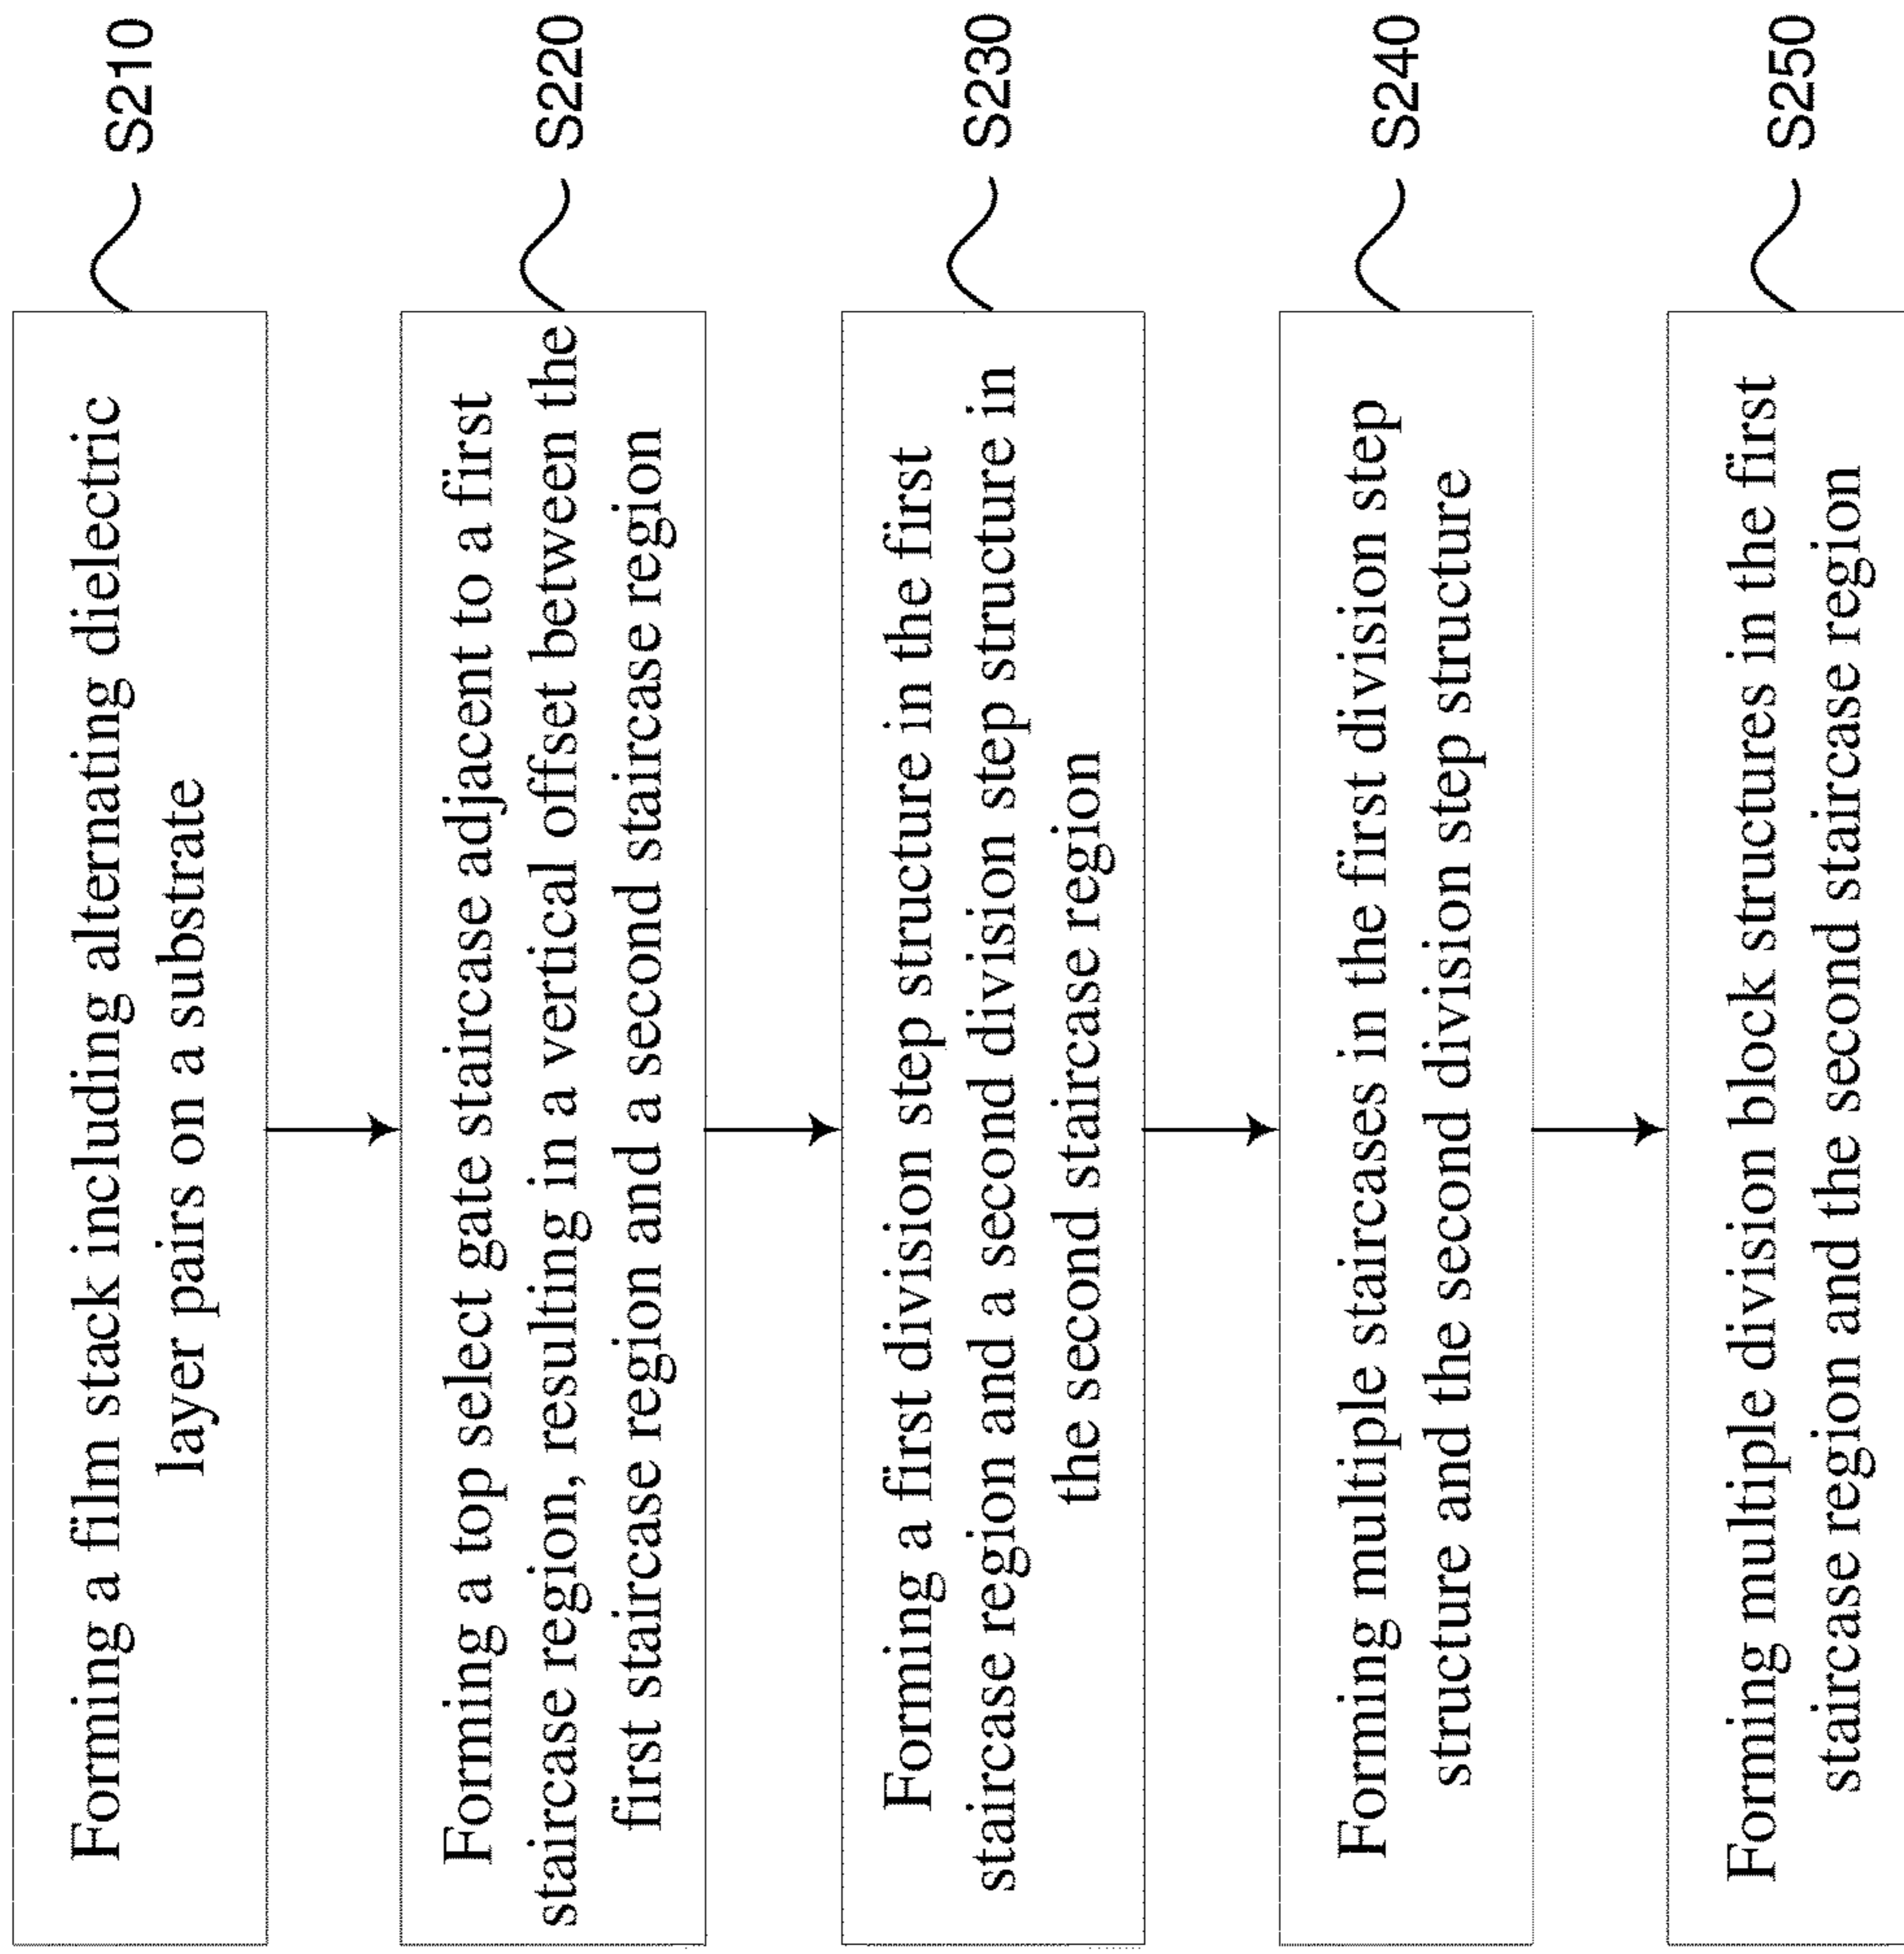 Forming a film stack including alternating dielectric
layer pairs on a substrate
S210
Forming a top select gate staircase adjacent to a first
staircase region, resulting in a vertical offset between the
first staircase region and a second staircase region
S220
Forming a first division step structure in the first
staircase region and a second division step structure in
the second staircase region
S230
Forming multiple staircases in the first division step
structure and the second division step structure
S240
Forming multiple division block structures in the first
staircase region and the second staircase region
S250